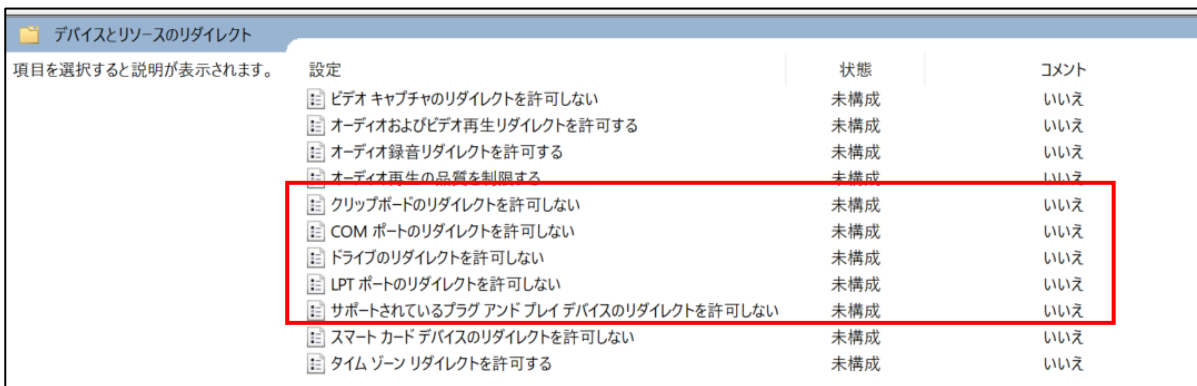 デバイスとリソースのリダイレクト
項目を選択すると説明が表示されます。 設定 状態 コメント
ビデオ キャプチャのリダイレクトを許可しない 未構成 いいえ
オーディオおよびビデオ再生リダイレクトを許可する 未構成 いいえ
オーディオ録音リダイレクトを許可する 未構成 いいえ
オーディオ再生の品質を制限する 未構成 いいえ
クリップボードのリダイレクトを許可しない 未構成 いいえ
COM ポートのリダイレクトを許可しない 未構成 いいえ
ドライブのリダイレクトを許可しない 未構成 いいえ
LPT ポートのリダイレクトを許可しない 未構成 いいえ
サポートされているプラグ アンド プレイ デバイスのリダイレクトを許可しない 未構成 いいえ
スマート カード デバイスのリダイレクトを許可しない 未構成 いいえ
タイム ゾーン リダイレクトを許可する 未構成 いいえ